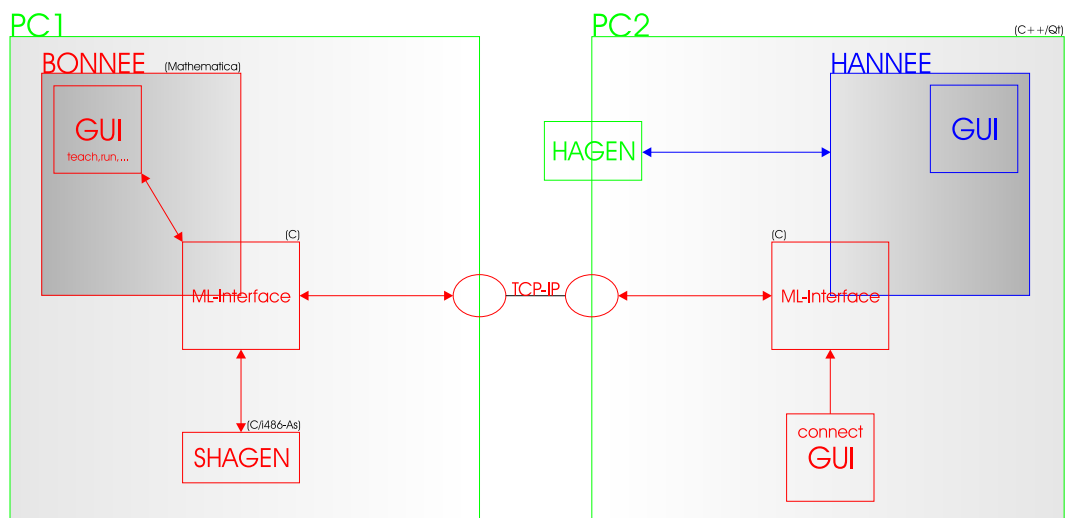 PC1
BONNEE
(Mathematica)
GUI
teach,run,...
(C)
ML-Interface
(C/i486-As)
SHAGEN
TCP-IP
PC2
(C++/Qt)
HANNEE
GUI
HAGEN
(C)
ML-Interface
connect
GUI